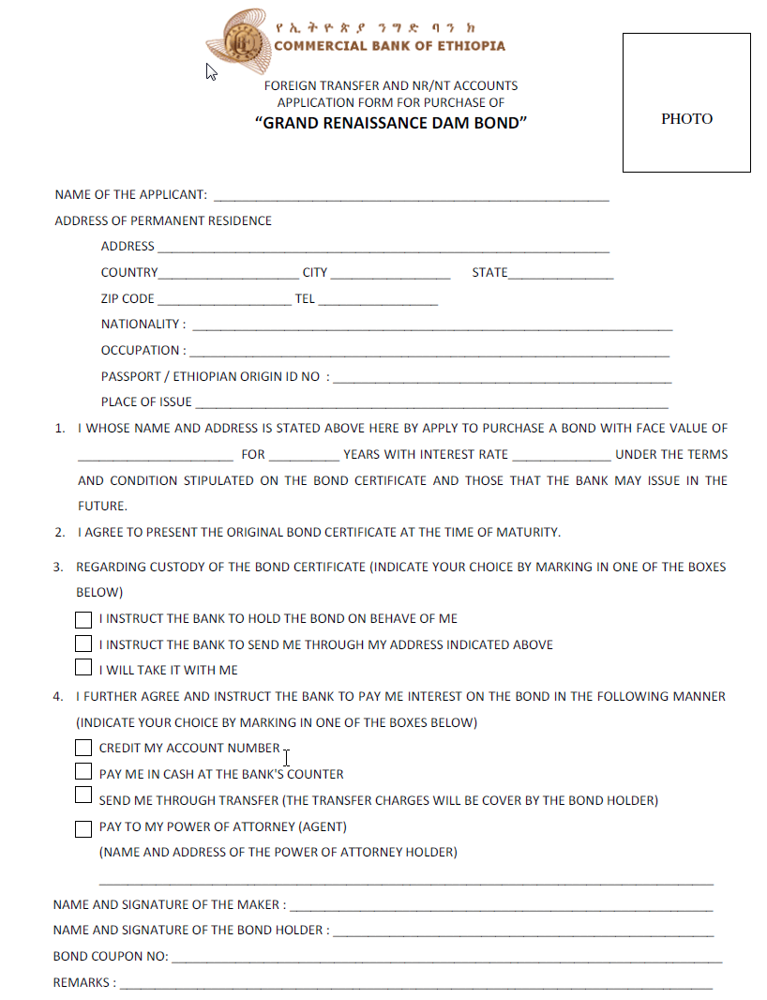 የኢትዮጵያ ንግድ ባንክ
COMMERCIAL BANK OF ETHIOPIA
FOREIGN TRANSFER AND NR/NT ACCOUNTS
APPLICATION FORM FOR PURCHASE OF
“GRAND RENAISSANCE DAM BOND”
PHOTO
NAME OF THE APPLICANT: ____________________
ADDRESS OF PERMANENT RESIDENCE
ADDRESS ____________________
COUNTRY____________________ CITY ____________________ STATE____________________
ZIP CODE ____________________ TEL ____________________
NATIONALITY : ____________________
OCCUPATION : ____________________
PASSPORT / ETHIOPIAN ORIGIN ID NO : ____________________
PLACE OF ISSUE ____________________
1. I WHOSE NAME AND ADDRESS IS STATED ABOVE HERE BY APPLY TO PURCHASE A BOND WITH FACE VALUE OF
____________________ FOR __________ YEARS WITH INTEREST RATE ______________ UNDER THE TERMS
AND CONDITION STIPULATED ON THE BOND CERTIFICATE AND THOSE THAT THE BANK MAY ISSUE IN THE
FUTURE.
2. I AGREE TO PRESENT THE ORIGINAL BOND CERTIFICATE AT THE TIME OF MATURITY.
3. REGARDING CUSTODY OF THE BOND CERTIFICATE (INDICATE YOUR CHOICE BY MARKING IN ONE OF THE BOXES
BELOW)
I INSTRUCT THE BANK TO HOLD THE BOND ON BEHAVE OF ME
I INSTRUCT THE BANK TO SEND ME THROUGH MY ADDRESS INDICATED ABOVE
I WILL TAKE IT WITH ME
4. I FURTHER AGREE AND INSTRUCT THE BANK TO PAY ME INTEREST ON THE BOND IN THE FOLLOWING MANNER
(INDICATE YOUR CHOICE BY MARKING IN ONE OF THE BOXES BELOW)
CREDIT MY ACCOUNT NUMBER
PAY ME IN CASH AT THE BANK'S COUNTER
SEND ME THROUGH TRANSFER (THE TRANSFER CHARGES WILL BE COVER BY THE BOND HOLDER)
PAY TO MY POWER OF ATTORNEY (AGENT)
(NAME AND ADDRESS OF THE POWER OF ATTORNEY HOLDER)
____________________
NAME AND SIGNATURE OF THE MAKER : ____________________
NAME AND SIGNATURE OF THE BOND HOLDER : ____________________
BOND COUPON NO: ____________________
REMARKS : ____________________